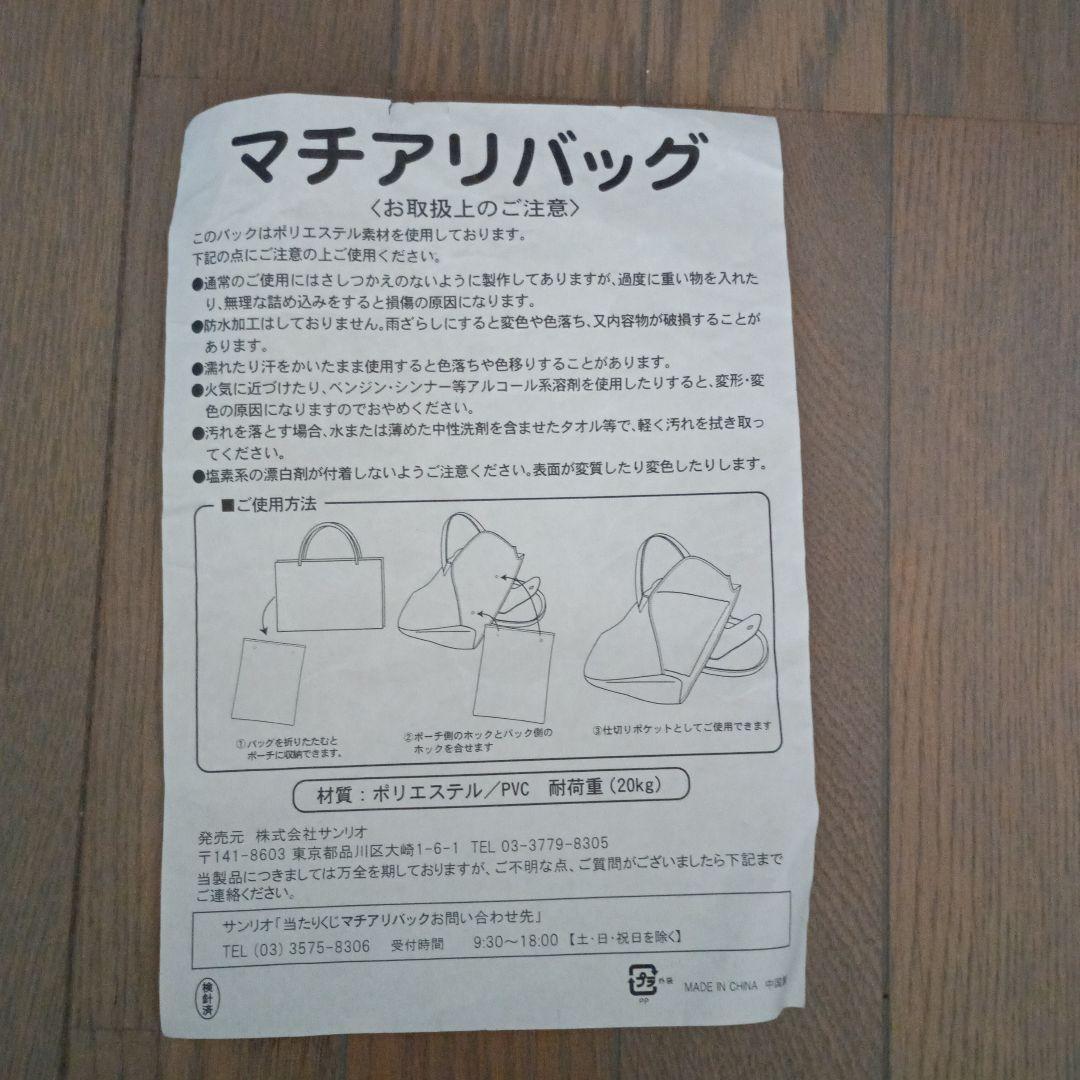 マチアリバッグ
〈お取扱上のご注意〉
このバックはポリエステル素材を使用しております。
下記の点にご注意の上ご使用ください。
●通常のご使用にはさしつかえのないように製作してありますが、過度に重い物を入れた
り、無理な詰め込みをすると損傷の原因になります。
●防水加工はしておりません。雨ざらしにすると変色や色落ち、又内容物が破損することが
あります。
●濡れたり汗をかいたまま使用すると色落ちや色移りすることがあります。
●火気に近づけたり、ベンジン・シンナー等アルコール系溶剤を使用したりすると、変形・変
色の原因になりますのでおやめください。
●汚れを落とす場合、水または薄めた中性洗剤を含ませたタオル等で、軽く汚れを拭き取っ
てください。
●塩素系の漂白剤が付着しないようご注意ください。表面が変質したり変色したりします。
■ご使用方法
①バッグを折りたたむと
ポーチに収納できます。
②ポーチ側のホックとバック側の
ホックを合せます
③仕切りポケットとしてご使用できます
材質：ポリエステル／PVC 耐荷重(20kg)
発売元 株式会社サンリオ
〒141-8603 東京都品川区大崎1-6-1 TEL 03-3779-8305
当製品につきましては万全を期しておりますが、ご不明な点、ご質問がございましたら下記まで
ご連絡ください。
サンリオ「当たりくじマチアリバックお問い合わせ先」
TEL (03) 3575-8306 受付時間 9:30〜18:00 【土・日・祝日を除く】
検針済
プラ 外袋
PP
MADE IN CHINA 中国製